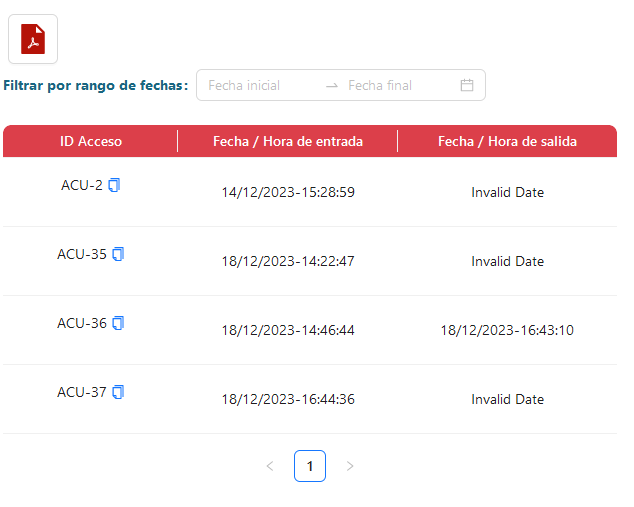 Filtrar por rango de fechas: Fecha inicial Fecha final
ID Acceso Fecha / Hora de entrada Fecha / Hora de salida
ACU-2 14/12/2023-15:28:59 Invalid Date
ACU-35 18/12/2023-14:22:47 Invalid Date
ACU-36 18/12/2023-14:46:44 18/12/2023-16:43:10
ACU-37 18/12/2023-16:44:36 Invalid Date
1